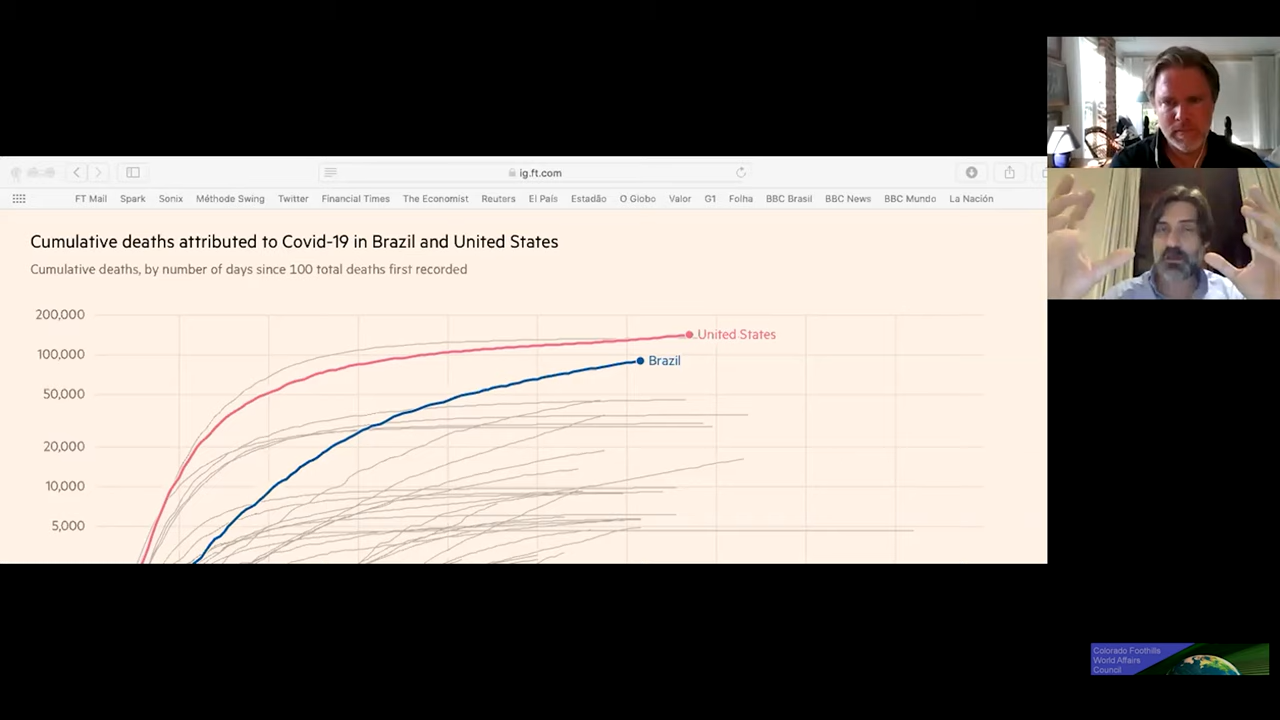 ig.ft.com
FT Mail Spark Sonix Méthode Swing Twitter Financial Times The Economist Reuters El País Estadão O Globo Valor G1 Folha BBC Brasil BBC News BBC Mundo La Nación
Cumulative deaths attributed to Covid-19 in Brazil and United States
Cumulative deaths, by number of days since 100 total deaths first recorded
200,000
United States
100,000
Brazil
50,000
20,000
10,000
5,000
Colorado Foothills
World Affairs
Council